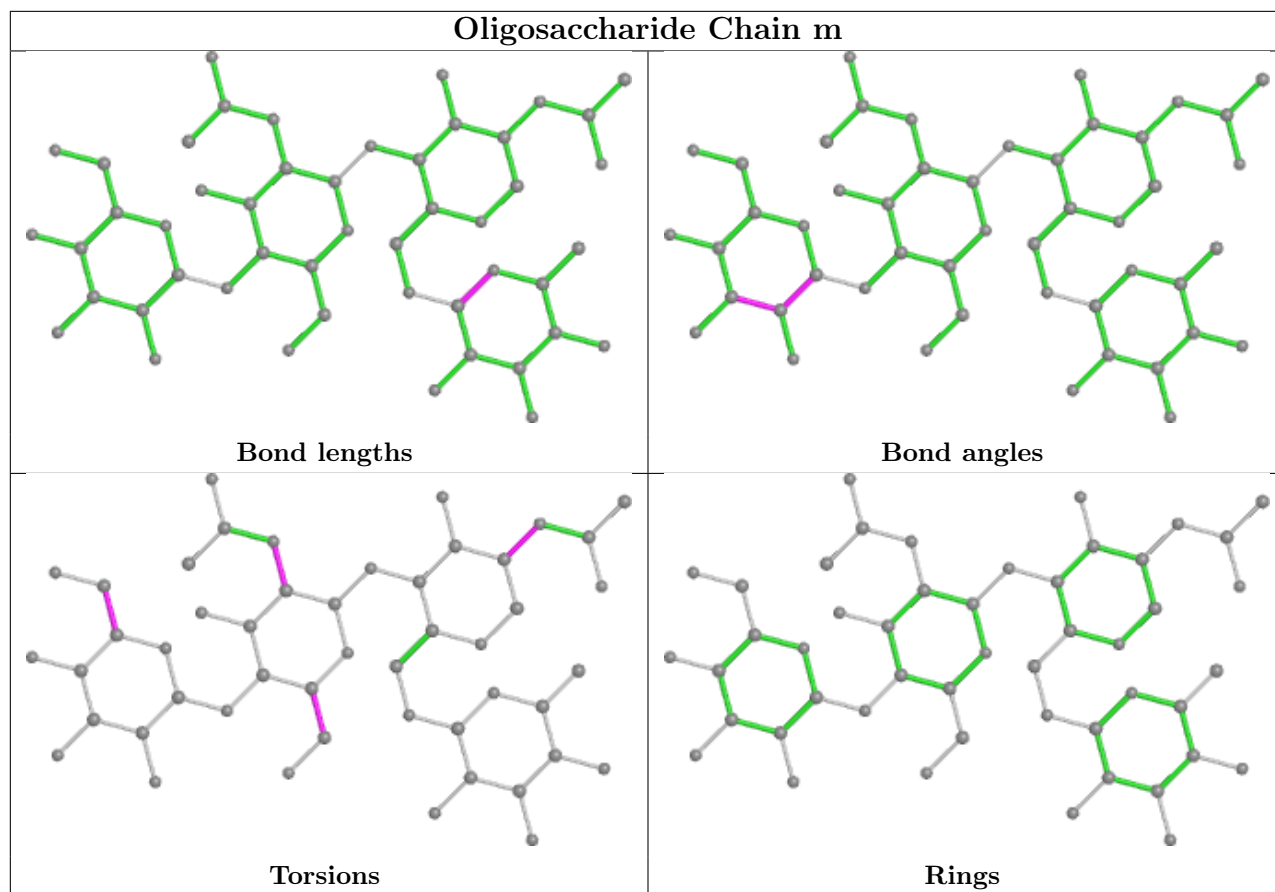 Oligosaccharide Chain m
Bond lengths
Bond angles
Torsions
Rings